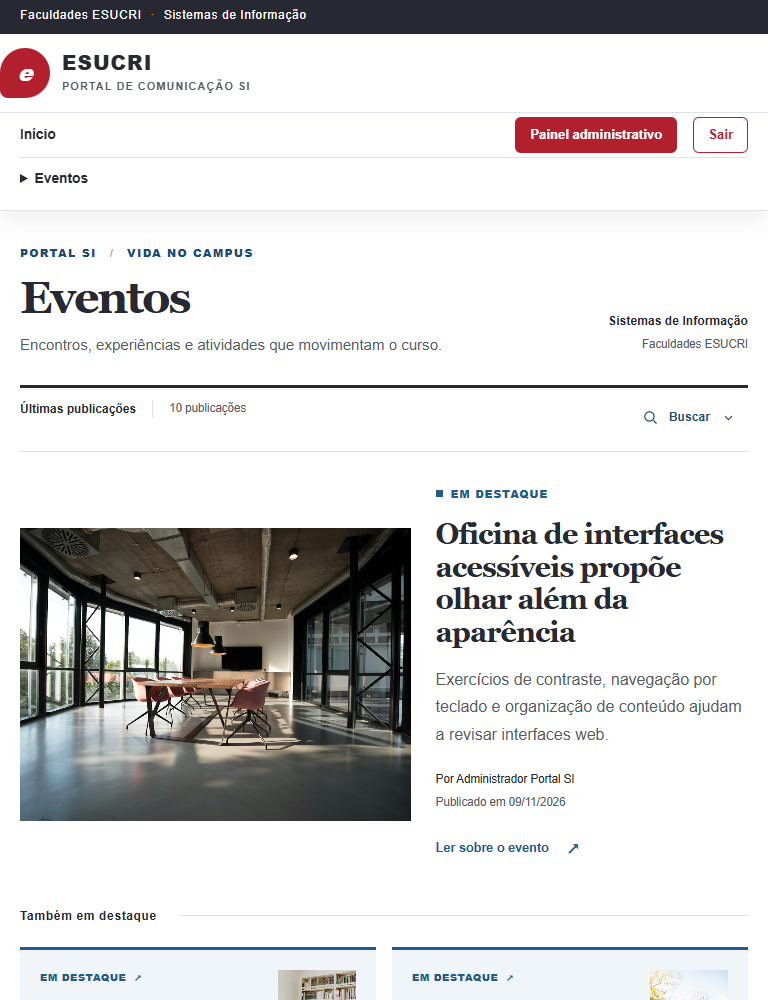 Faculdades ESUCRI · Sistemas de Informação
e
ESUCRI
PORTAL DE COMUNICAÇÃO SI
Início
Painel administrativo
Sair
▶ Eventos
PORTAL SI / VIDA NO CAMPUS
Eventos
Encontros, experiências e atividades que movimentam o curso.
Sistemas de Informação
Faculdades ESUCRI
Últimas publicações
10 publicações
Buscar
EM DESTAQUE
Oficina de interfaces
acessíveis propõe
olhar além da
aparência
Exercícios de contraste, navegação por
teclado e organização de conteúdo ajudam
a revisar interfaces web.
Por Administrador Portal SI
Publicado em 09/11/2026
Ler sobre o evento ↗
Também em destaque
EM DESTAQUE ↗
EM DESTAQUE ↗